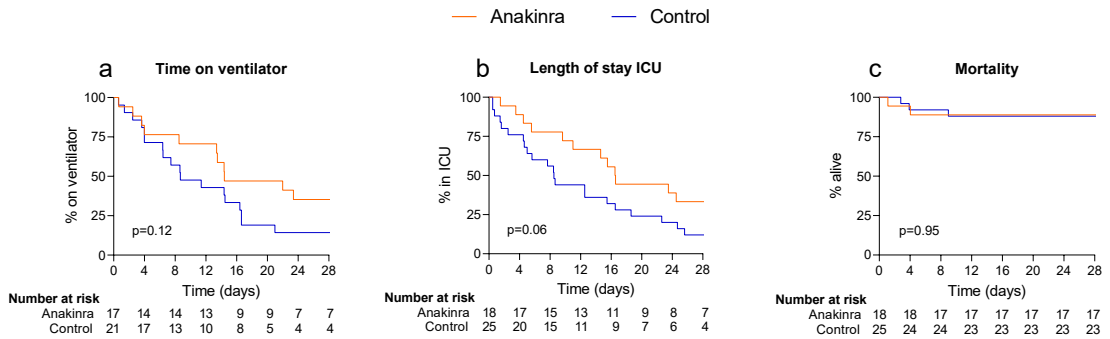 Anakinra Control
a Time on ventilator
% on ventilator
100
75
50
25
0
p=0.12
0 4 8 12 16 20 24 28
Time (days)
Number at risk
Anakinra 17 14 14 13 9 9 7 7
Control 21 17 13 10 8 5 4 4
b Length of stay ICU
% in ICU
100
75
50
25
0
p=0.06
0 4 8 12 16 20 24 28
Time (days)
Number at risk
Anakinra 18 17 15 13 11 9 8 7
Control 25 20 15 11 9 7 6 4
c Mortality
% alive
100
75
50
25
0
p=0.95
0 4 8 12 16 20 24 28
Time (days)
Number at risk
Anakinra 18 18 17 17 17 17 17 17
Control 25 24 24 23 23 23 23 23